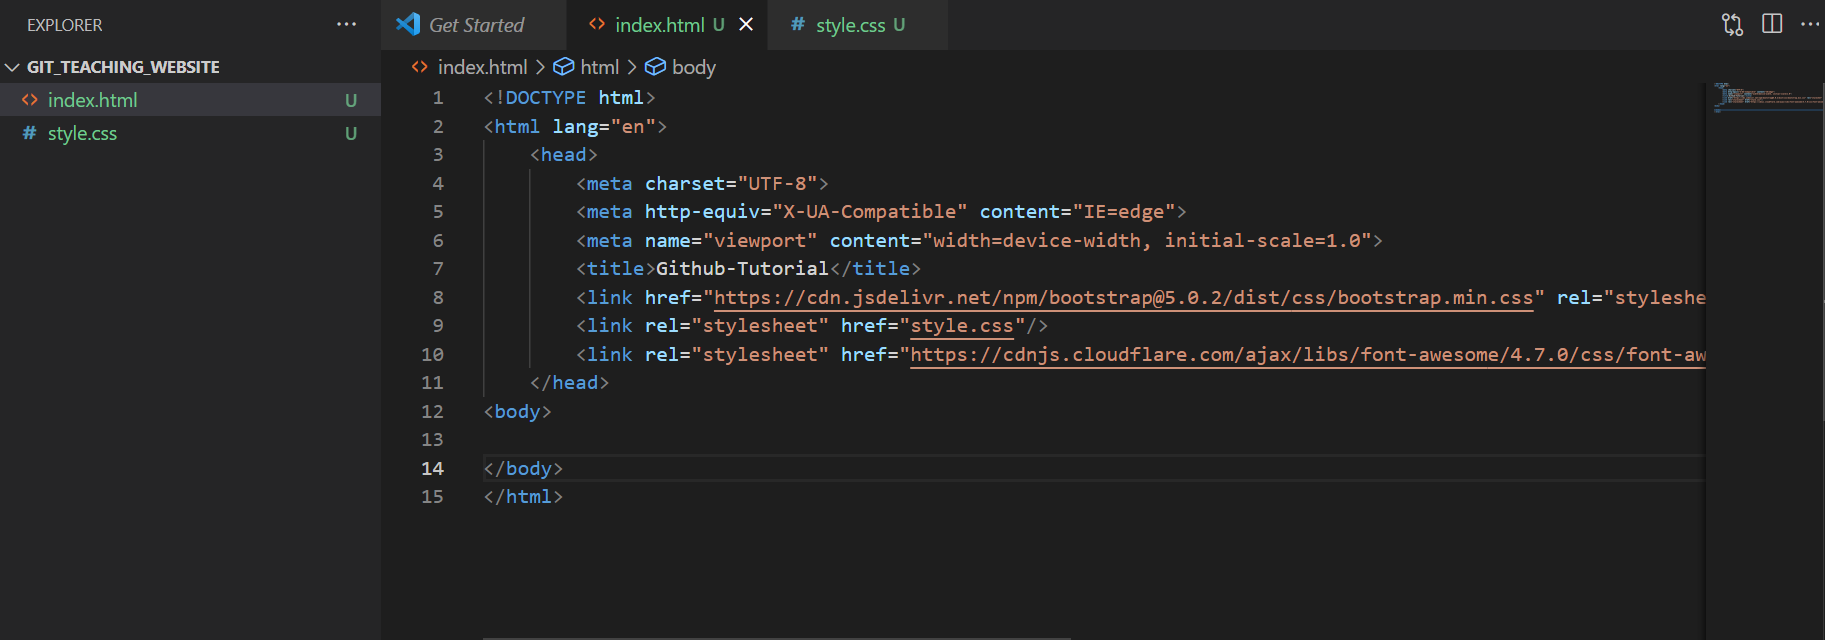 EXPLORER ···
GIT_TEACHING_WEBSITE
<> index.html U
# style.css U
Get Started
<> index.html U ×
# style.css U
···
<> index.html > html > body
1 <!DOCTYPE html>
2 <html lang="en">
3 <head>
4 <meta charset="UTF-8">
5 <meta http-equiv="X-UA-Compatible" content="IE=edge">
6 <meta name="viewport" content="width=device-width, initial-scale=1.0">
7 <title>Github-Tutorial</title>
8 <link href="https://cdn.jsdelivr.net/npm/bootstrap@5.0.2/dist/css/bootstrap.min.css" rel="styleshe
9 <link rel="stylesheet" href="style.css"/>
10 <link rel="stylesheet" href="https://cdnjs.cloudflare.com/ajax/libs/font-awesome/4.7.0/css/font-aw
11 </head>
12 <body>
13
14 </body>
15 </html>